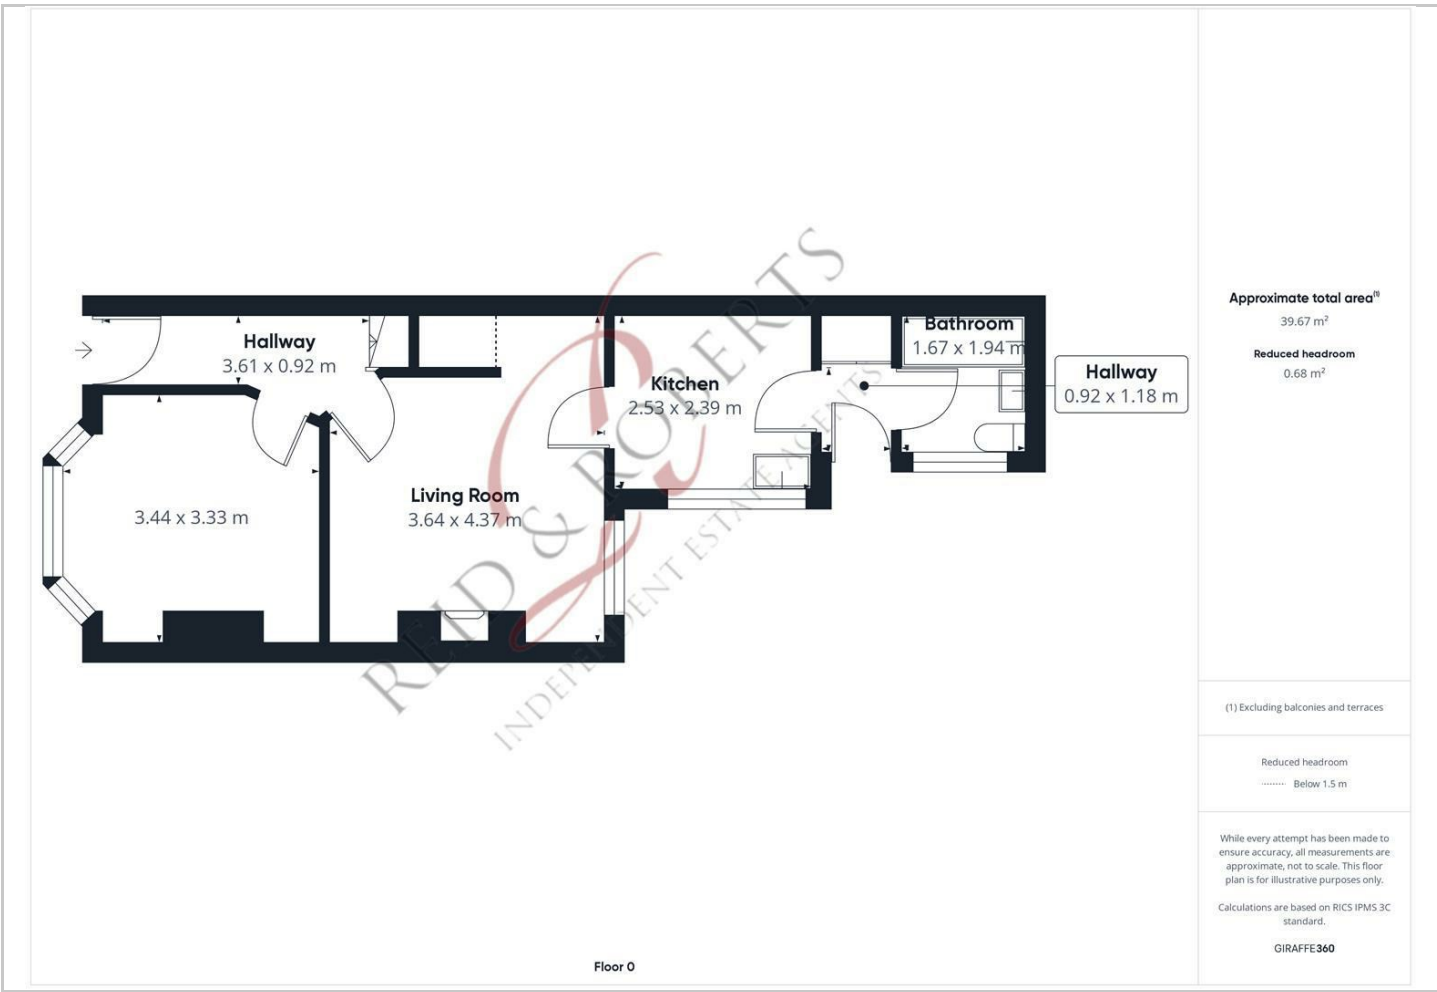 Hallway
3.61 x 0.92 m
Bathroom
1.67 x 1.94 m
Kitchen
2.53 x 2.39 m
Hallway
0.92 x 1.18 m
Living Room
3.64 x 4.37 m
3.44 x 3.33 m
REID & ROBERTS
INDEPENDENT ESTATE AGENTS
Floor 0
Approximate total area(1)
39.67 m²
Reduced headroom
0.68 m²
(1) Excluding balconies and terraces
Reduced headroom
Below 1.5 m
While every attempt has been made to
ensure accuracy, all measurements are
approximate, not to scale. This floor
plan is for illustrative purposes only.
Calculations are based on RICS IPMS 3C
standard.
GIRAFFE360